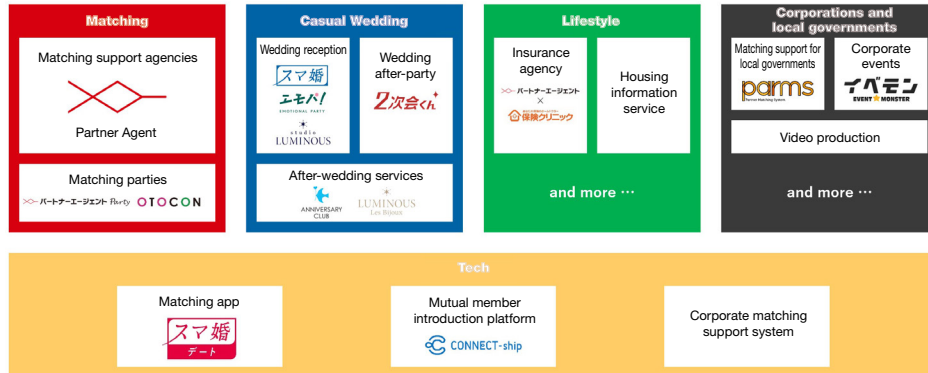 Matching
Matching support agencies
Partner Agent
Matching parties
パートナーエージェント Party
OTOCON
Casual Wedding
Wedding reception
スマ婚
エモパ!
EMOTIONAL PARTY
studio
LUMINOUS
Wedding
after-party
2次会くん
After-wedding services
ANNIVERSARY
CLUB
LUMINOUS
Les Bijoux
Lifestyle
Insurance
agency
パートナーエージェント
×
保険クリニック
Housing
information
service
and more …
Corporations and
local governments
Matching support for
local governments
parms
Partner Matching System
Corporate
events
イベモン
EVENT MONSTER
Video production
and more …
Tech
Matching app
スマ婚
デート
Mutual member
introduction platform
CONNECT-ship
Corporate matching
support system